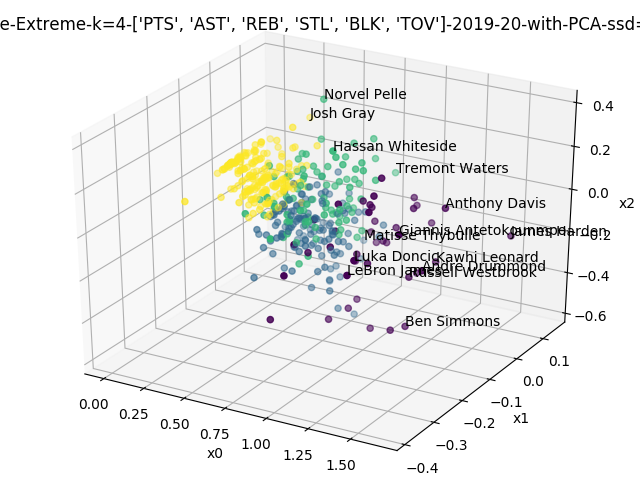 e-Extreme-k=4-['PTS', 'AST', 'REB', 'STL', 'BLK', 'TOV']-2019-20-with-PCA-ssd=
Norvel Pelle
Josh Gray
Hassan Whiteside
Tremont Waters
Anthony Davis
Giannis Antetokounmpo
James Harden
Matisse Thybulle
Luka Doncic
Kawhi Leonard
LeBron James
Andre Drummond
Russell Westbrook
Ben Simmons
0.4
0.2
0.0
x2
-0.2
-0.4
-0.6
0.1
0.0
-0.1
-0.2
-0.3
-0.4
x1
0.00
0.25
0.50
0.75
1.00
1.25
1.50
x0